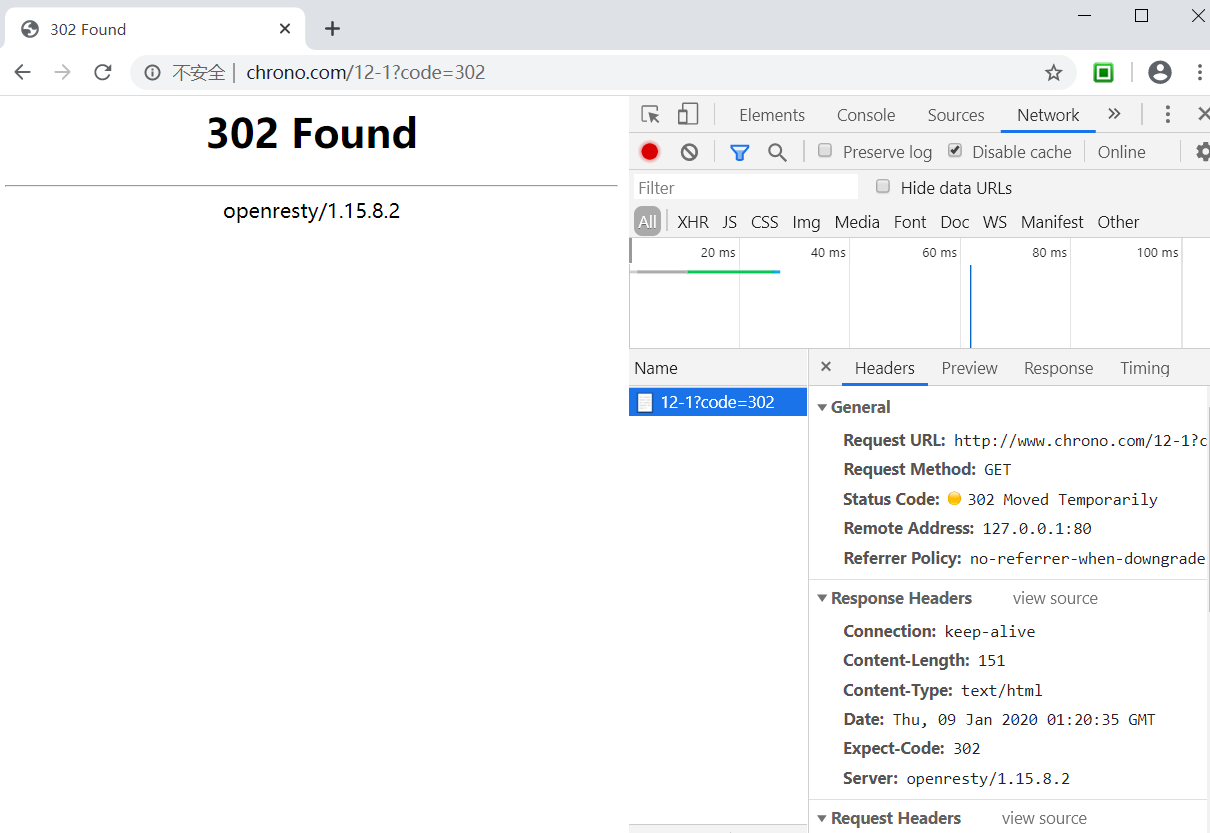 302 Found
不安全 | chrono.com/12-1?code=302
302 Found
openresty/1.15.8.2
Elements Console Sources Network
Preserve log Disable cache Online
Filter Hide data URLs
All XHR JS CSS Img Media Font Doc WS Manifest Other
20 ms 40 ms 60 ms 80 ms 100 ms
Name
12-1?code=302
Headers Preview Response Timing
General
Request URL: http://www.chrono.com/12-1?c
Request Method: GET
Status Code: 302 Moved Temporarily
Remote Address: 127.0.0.1:80
Referrer Policy: no-referrer-when-downgrade
Response Headers view source
Connection: keep-alive
Content-Length: 151
Content-Type: text/html
Date: Thu, 09 Jan 2020 01:20:35 GMT
Expect-Code: 302
Server: openresty/1.15.8.2
Request Headers view source